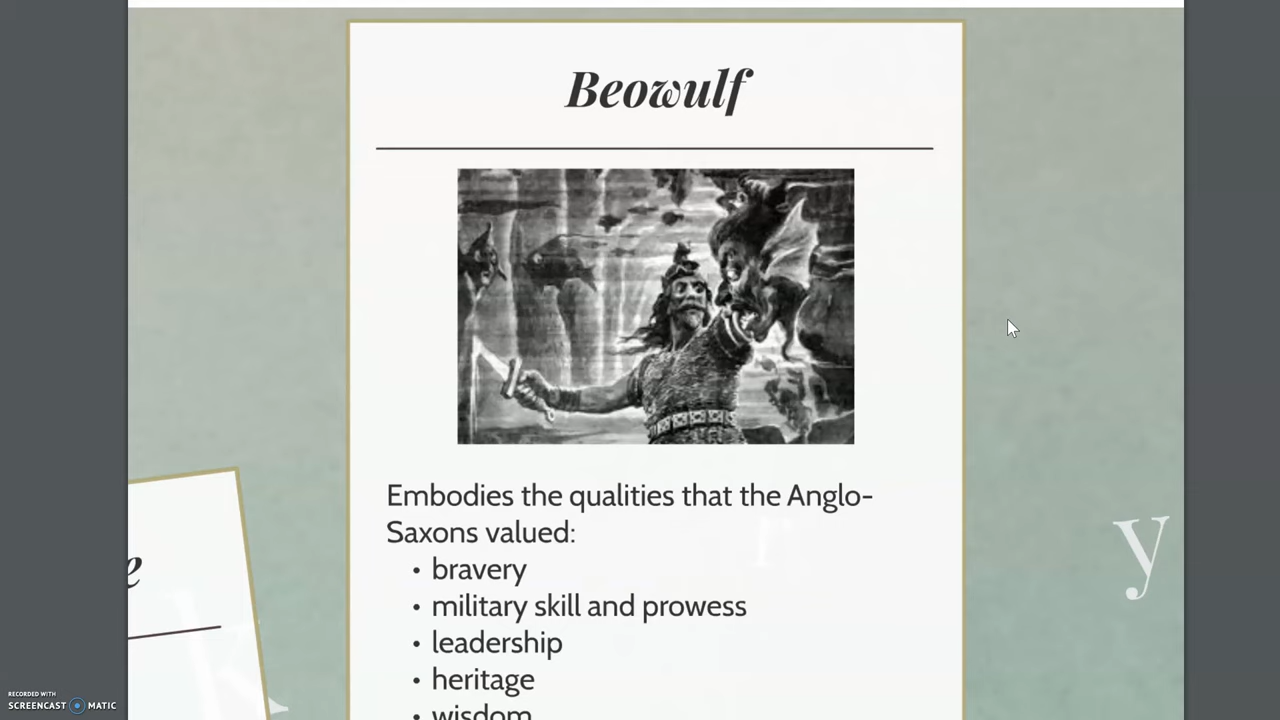 Beowulf
Embodies the qualities that the Anglo-
Saxons valued:
• bravery
• military skill and prowess
• leadership
• heritage
• wisdom
e
y
k
r
RECORDED WITH
SCREENCAST MATIC